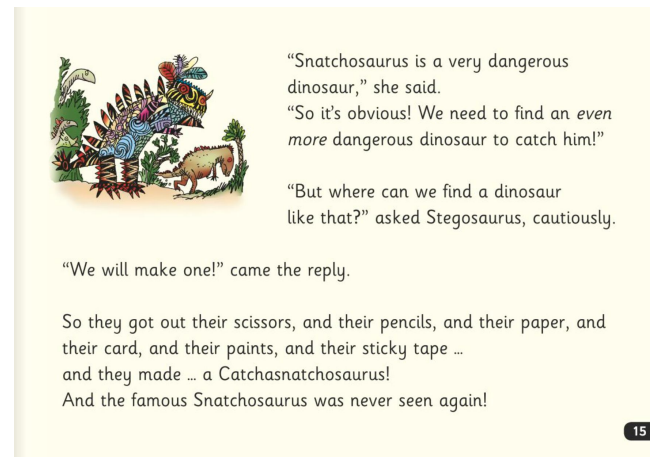 “Snatchosaurus is a very dangerous
dinosaur,” she said.
“So it’s obvious! We need to find an even
more dangerous dinosaur to catch him!”
“But where can we find a dinosaur
like that?” asked Stegosaurus, cautiously.
“We will make one!” came the reply.
So they got out their scissors, and their pencils, and their paper, and
their card, and their paints, and their sticky tape ...
and they made ... a Catchasnatchosaurus!
And the famous Snatchosaurus was never seen again!
15